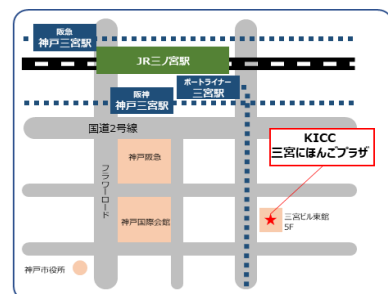 阪急
神戸三宮駅
JR三ノ宮駅
ポートライナー
三宮駅
阪神
神戸三宮駅
国道2号線
KICC
三宮にほんごプラザ
神戸阪急
フラワーロード
神戸国際会館
三宮ビル東館
5F
神戸市役所